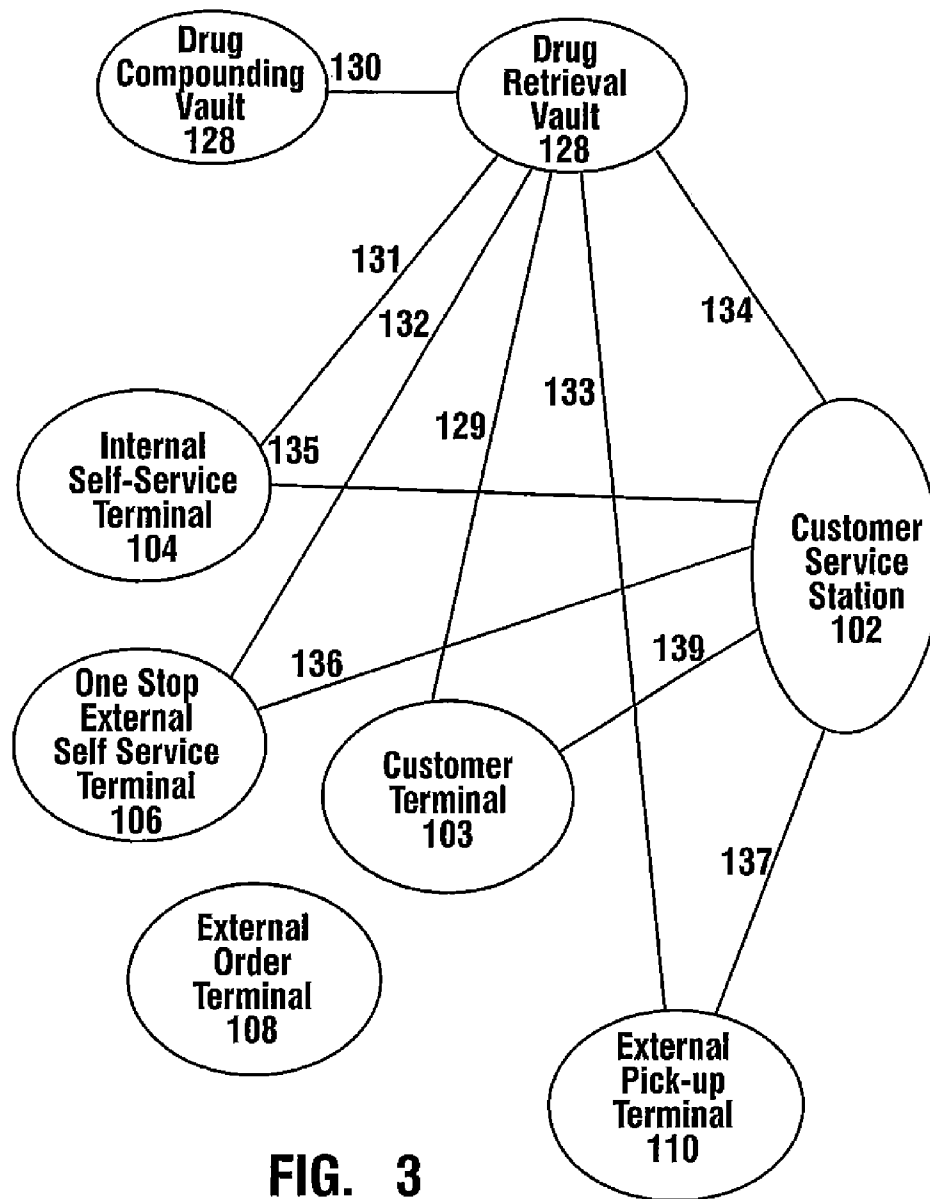 Drug
Compounding
Vault
128
130
Drug
Retrieval
Vault
128
131
132
129
133
134
Internal
Self-Service
Terminal
104
135
Customer
Service
Station
102
One Stop
External
Self Service
Terminal
106
136
139
Customer
Terminal
103
137
External
Order
Terminal
108
External
Pick-up
Terminal
110
FIG. 3